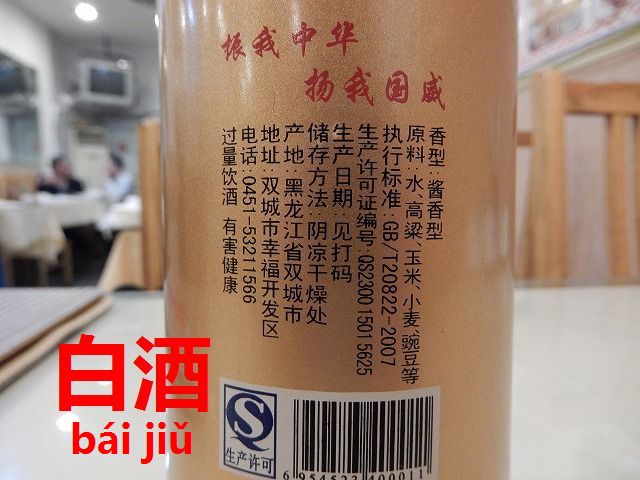 振我中华
扬我国威
香型:酱香型
原料:水、高粱、玉米、小麦、豌豆等
执行标准:GB/T20822-2007
生产许可证编号:QS2300 1501 5625
生产日期:见打码
储存方法:阴凉干燥处
产地:黑龙江省双城市
地址:双城市幸福开发区
电话:0451-53211566
过量饮酒 有害健康
白酒
bái jiǔ
QS
生产许可
6 954523 400011